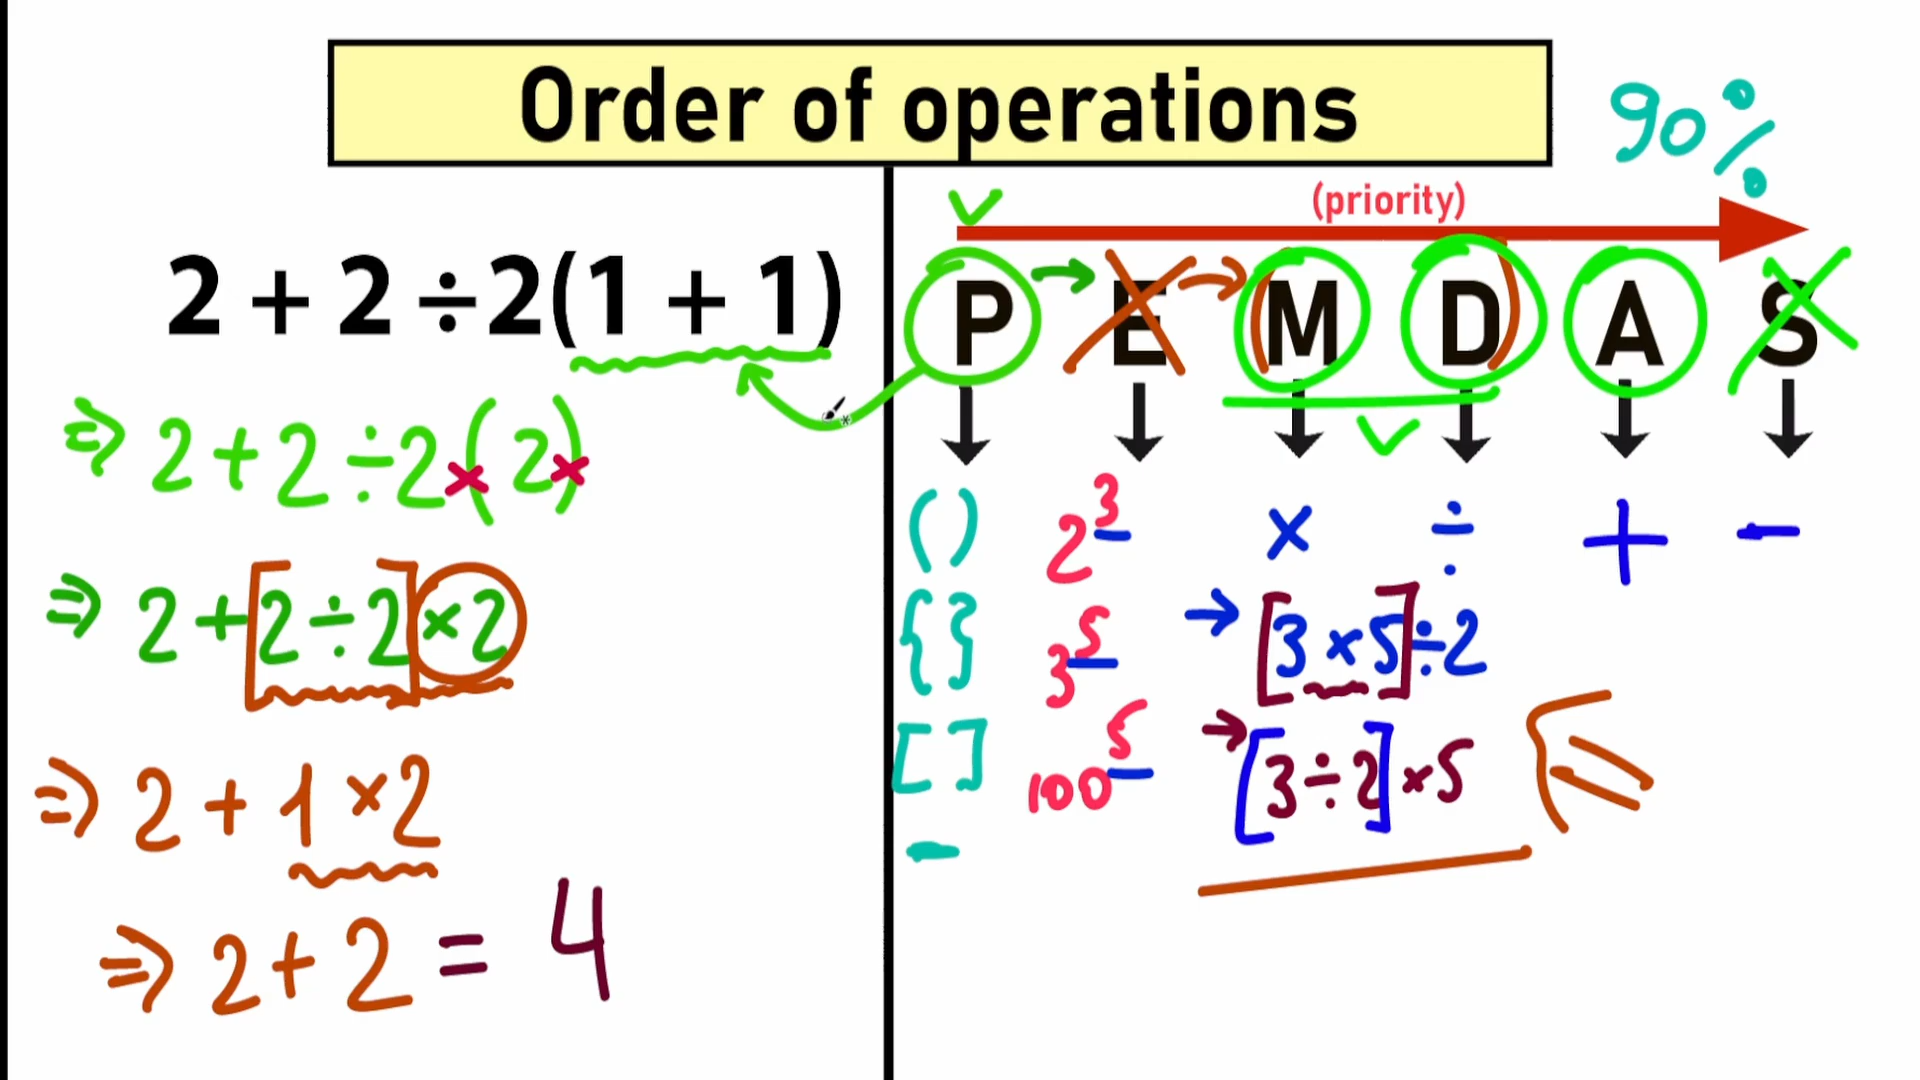 Order of operations
90%
(priority)
2 + 2 ÷2(1 + 1)
P E M D A S
⇒ 2 + 2 ÷ 2 × ( 2 ) ×
⇒ 2 + [2 ÷ 2] × 2
⇒ 2 + 1 × 2
⇒ 2 + 2 = 4
( ) 2³ × ÷ + −
{ } 3⁵ → [3 × 5] ÷ 2
[ ] 100⁵ → [3 ÷ 2] × 5
−